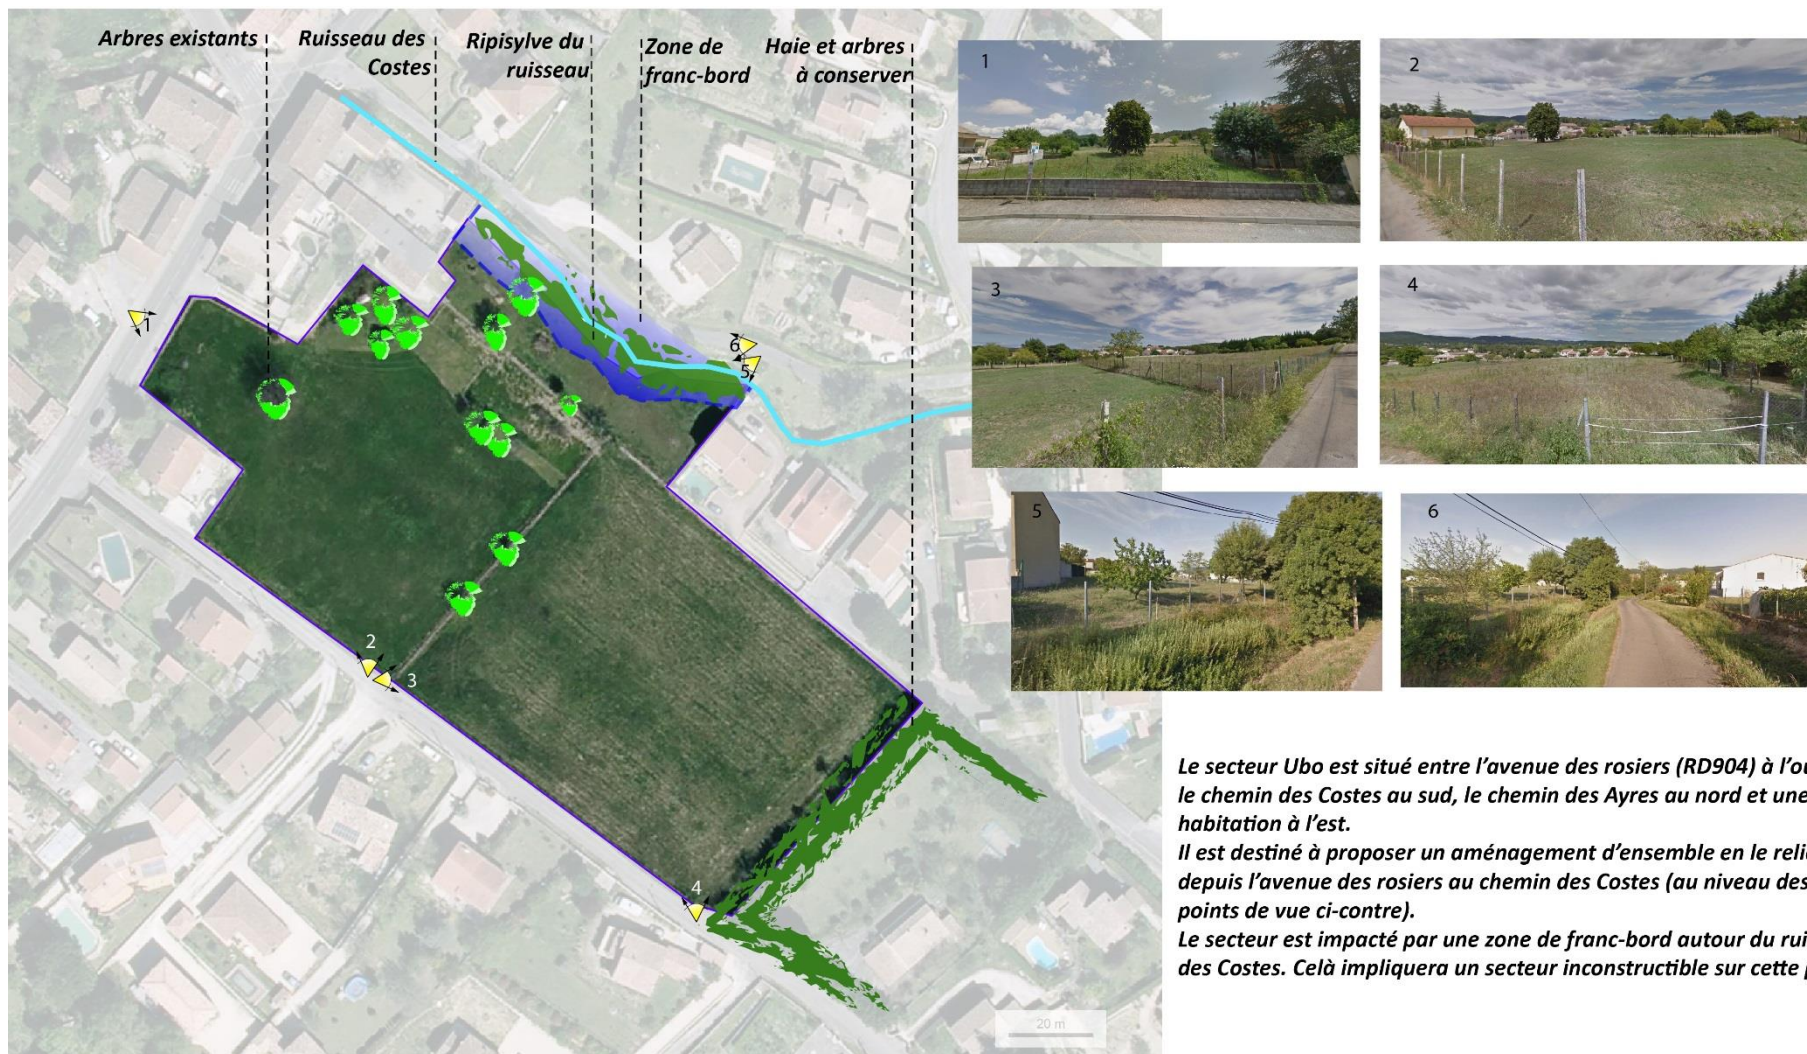 Arbres existants
Ruisseau des
Costes
Ripisylve du
ruisseau
Zone de
franc-bord
Haie et arbres
à conserver
1
2
3
4
5
6
1
2
3
4
5
6
Le secteur Ubo est situé entre l'avenue des rosiers (RD904) à l'ou
le chemin des Costes au sud, le chemin des Ayres au nord et une
habitation à l'est.
Il est destiné à proposer un aménagement d'ensemble en le relia
depuis l'avenue des rosiers au chemin des Costes (au niveau des
points de vue ci-contre).
Le secteur est impacté par une zone de franc-bord autour du rui
des Costes. Celà impliquera un secteur inconstructible sur cette p
20 m